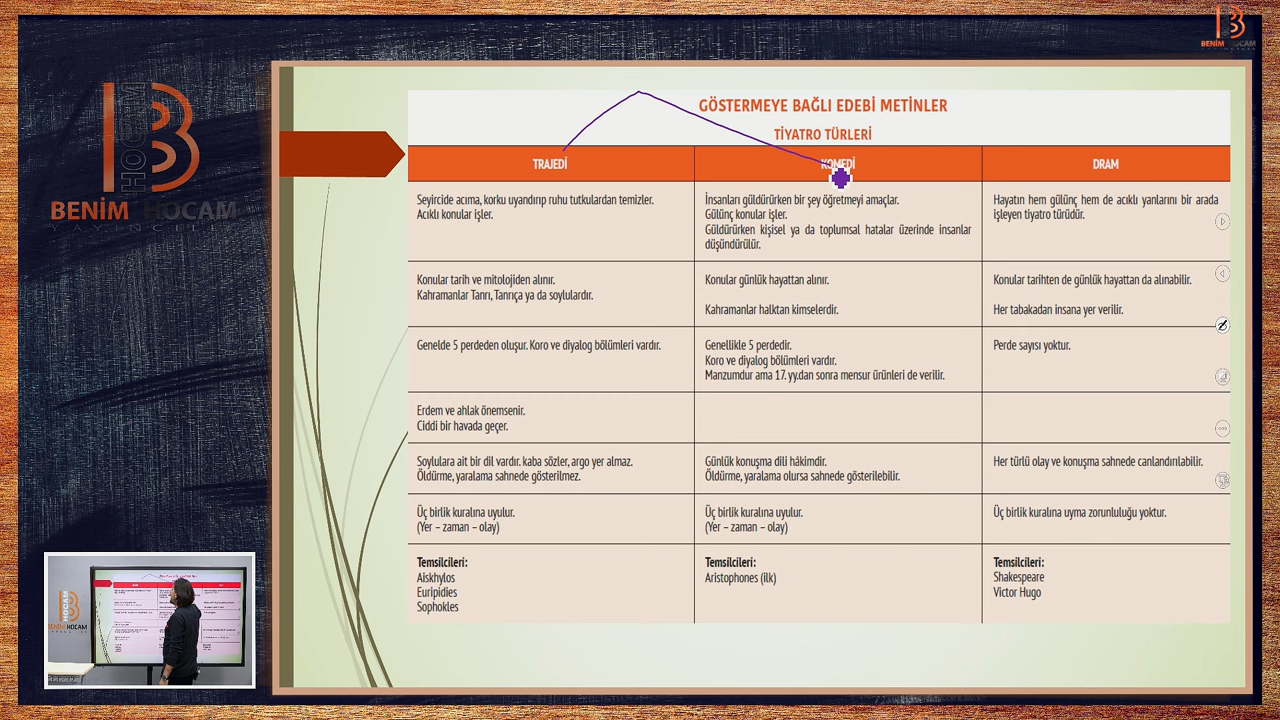 BENİM HOCAM
HOCAM
BENİM HOCAM
YAYINCILIK
GÖSTERMEYE BAĞLI EDEBİ METİNLER
TİYATRO TÜRLERİ
TRAJEDİ
KOMEDİ
DRAM
Seyircide acıma, korku uyandırıp ruhu tutkulardan temizler.
Acıklı konular işler.
İnsanları güldürürken bir şey öğretmeyi amaçlar.
Gülünç konular işler.
Güldürürken kişisel ya da toplumsal hatalar üzerinde insanlar
düşündürülür.
Hayatın hem gülünç hem de acıklı yanlarını bir arada
işleyen tiyatro türüdür.
Konular tarih ve mitolojiden alınır.
Kahramanlar Tanrı, Tanrıça ya da soylulardır.
Konular günlük hayattan alınır.
Kahramanlar halktan kimselerdir.
Konular tarihten de günlük hayattan da alınabilir.
Her tabakadan insana yer verilir.
Genelde 5 perdeden oluşur. Koro ve diyalog bölümleri vardır.
Genellikle 5 perdedir.
Koro ve diyalog bölümleri vardır.
Manzumdur ama 17. yy.dan sonra mensur ürünleri de verilir.
Perde sayısı yoktur.
Erdem ve ahlak önemsenir.
Ciddi bir havada geçer.
Soylulara ait bir dil vardır. kaba sözler, argo yer almaz.
Öldürme, yaralama sahnede gösterilmez.
Günlük konuşma dili hâkimdir.
Öldürme, yaralama olursa sahnede gösterilebilir.
Her türlü olay ve konuşma sahnede canlandırılabilir.
Üç birlik kuralına uyulur.
(Yer – zaman – olay)
Üç birlik kuralına uyulur.
(Yer – zaman – olay)
Üç birlik kuralına uyma zorunluluğu yoktur.
Temsilcileri:
Aiskhylos
Euripidies
Sophokles
Temsilcileri:
Aristophones (ilk)
Temsilcileri:
Shakespeare
Victor Hugo
HOCAM
BENİM HOCAM